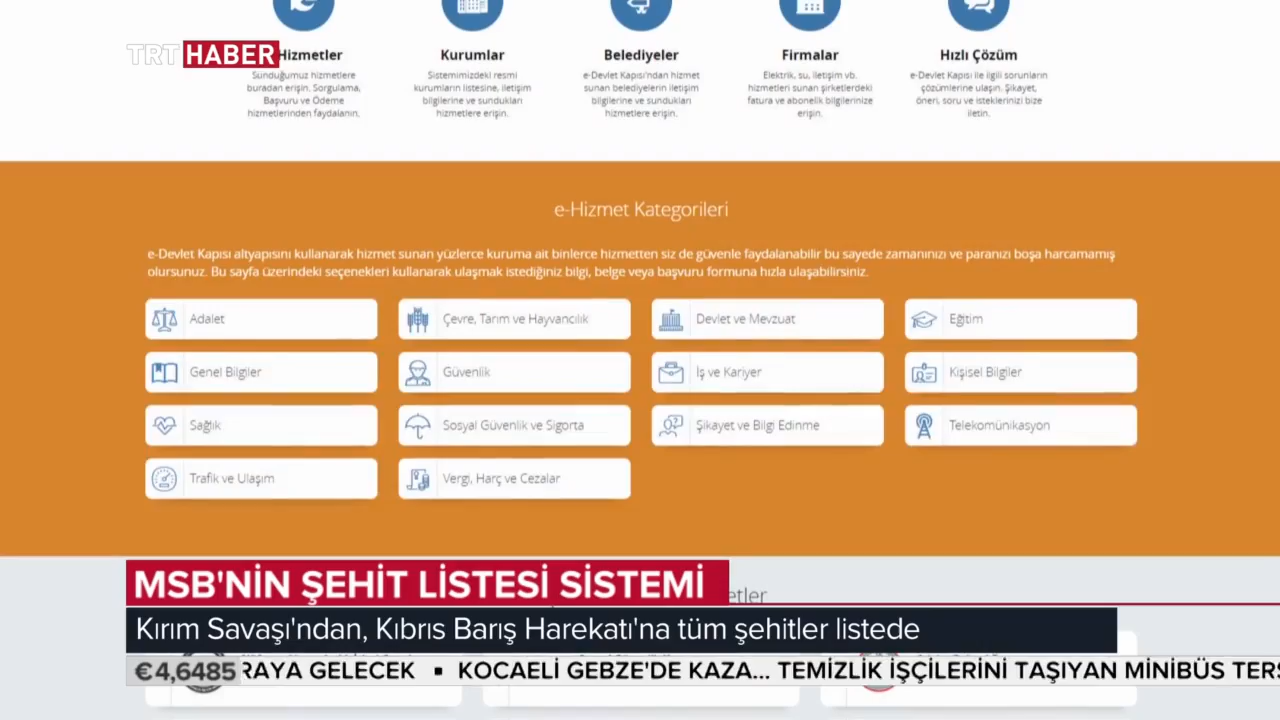 TRT HABER
Hizmetler
Sunduğumuz hizmetlere
buradan erişin. Sorgulama,
Başvuru ve Ödeme
hizmetlerinden faydalanın.
Kurumlar
Sistemimizdeki resmi
kurumların listesine, iletişim
bilgilerine ve sundukları
hizmetlere erişin.
Belediyeler
e-Devlet Kapısı'ndan hizmet
sunan belediyelerin iletişim
bilgilerine ve sundukları
hizmetlere erişin.
Firmalar
Elektrik, su, iletişim vb.
hizmetleri sunan şirketlerdeki
fatura ve abonelik bilgilerinize
erişin.
Hızlı Çözüm
e-Devlet Kapısı ile ilgili sorunların
çözümlerine ulaşın. Şikayet,
öneri, soru ve isteklerinizi bize
iletin.
e-Hizmet Kategorileri
e-Devlet Kapısı altyapısını kullanarak hizmet sunan yüzlerce kuruma ait binlerce hizmetten siz de güvenle faydalanabilir bu sayede zamanınızı ve paranızı boşa harcamamış
olursunuz. Bu sayfa üzerindeki seçenekleri kullanarak ulaşmak istediğiniz bilgi, belge veya başvuru formuna hızla ulaşabilirsiniz.
Adalet
Çevre, Tarım ve Hayvancılık
Devlet ve Mevzuat
Eğitim
Genel Bilgiler
Güvenlik
İş ve Kariyer
Kişisel Bilgiler
Sağlık
Sosyal Güvenlik ve Sigorta
Şikayet ve Bilgi Edinme
Telekomünikasyon
Trafik ve Ulaşım
Vergi, Harç ve Cezalar
MSB'NİN ŞEHİT LİSTESİ SİSTEMİ
etler
Kırım Savaşı'ndan, Kıbrıs Barış Harekatı'na tüm şehitler listede
€4,6485 RAYA GELECEK ▪ KOCAELİ GEBZE'DE KAZA... TEMİZLİK İŞÇİLERİNİ TAŞIYAN MİNİBÜS TERS